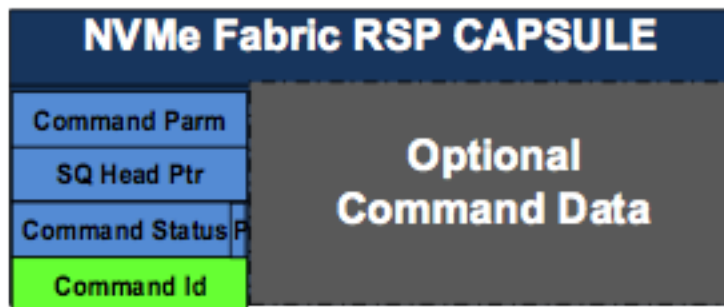 NVMe Fabric RSP CAPSULE
Command Parm
SQ Head Ptr
Command Status P
Command Id
Optional
Command Data